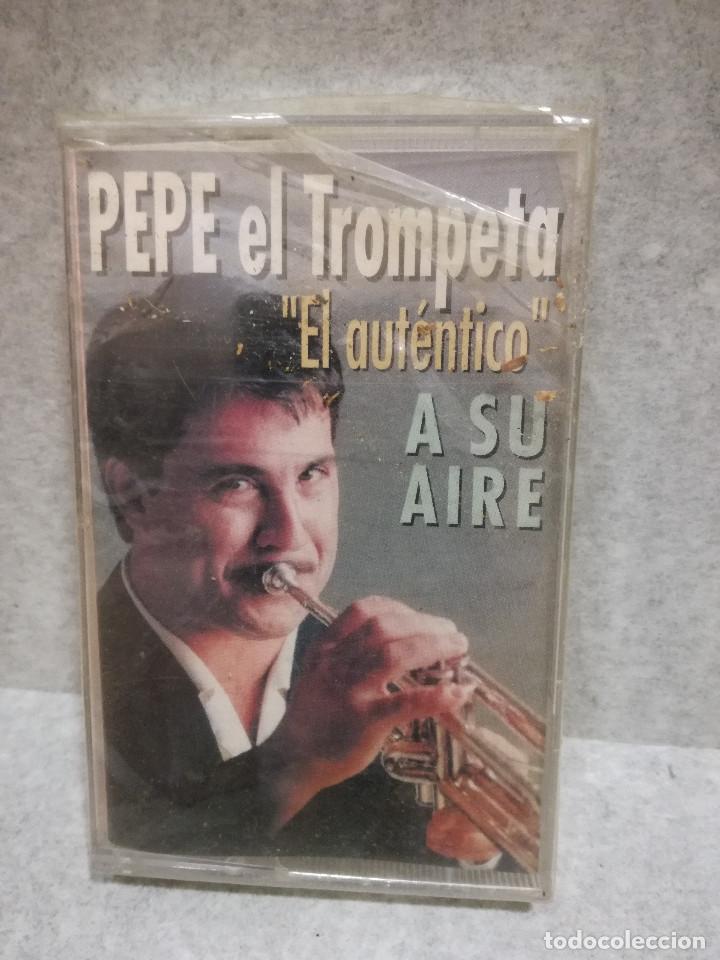 PEPE el Trompeta
"El auténtico"
A SU
AIRE
todocoleccion